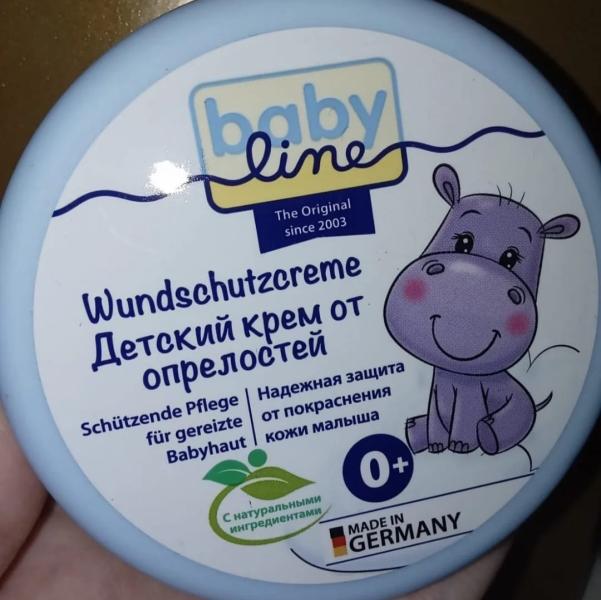 baby
line
The Original
since 2003
Wundschutzcreme
Детский крем от
опрелостей
Schützende Pflege
für gereizte
Babyhaut
Надежная защита
от покраснения
кожи малыша
0+
С натуральными
ингредиентами
MADE IN
GERMANY